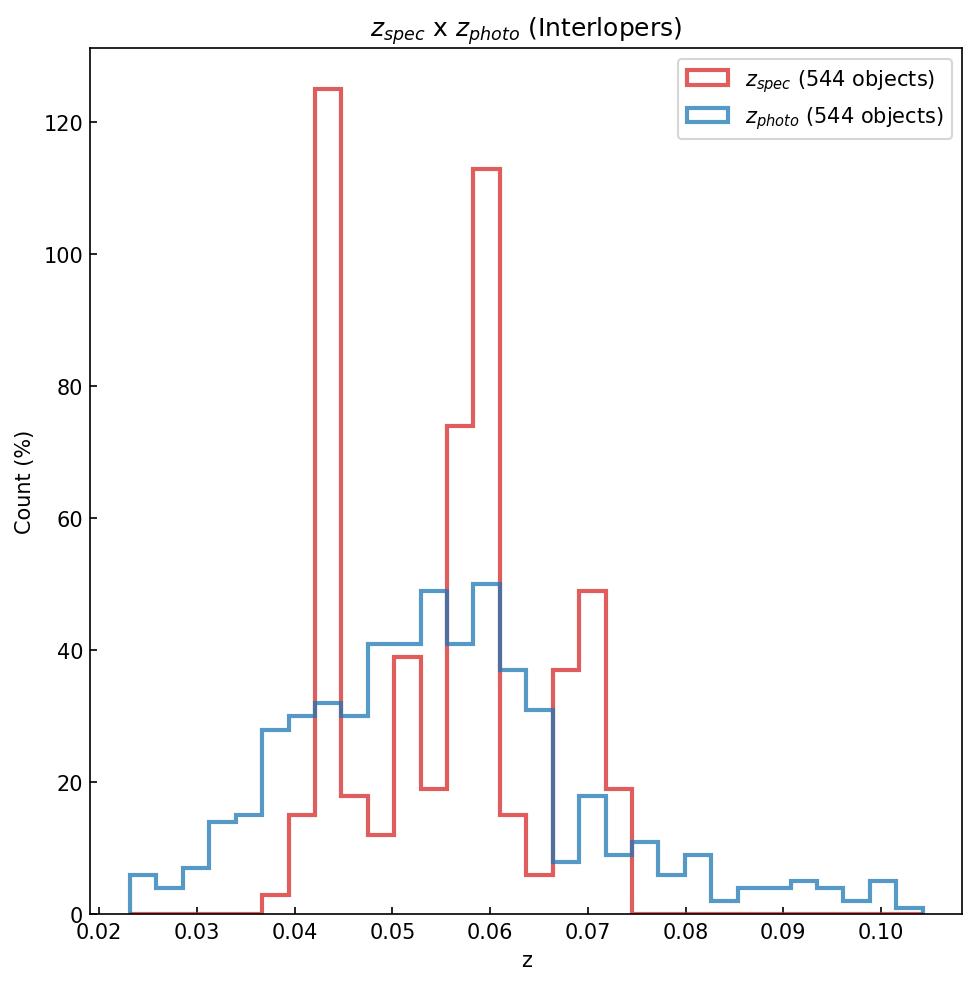 z_spec x z_photo (Interlopers)
z_spec (544 objects)
z_photo (544 objects)
Count (%)
120
100
80
60
40
20
0
0.02 0.03 0.04 0.05 0.06 0.07 0.08 0.09 0.10
z